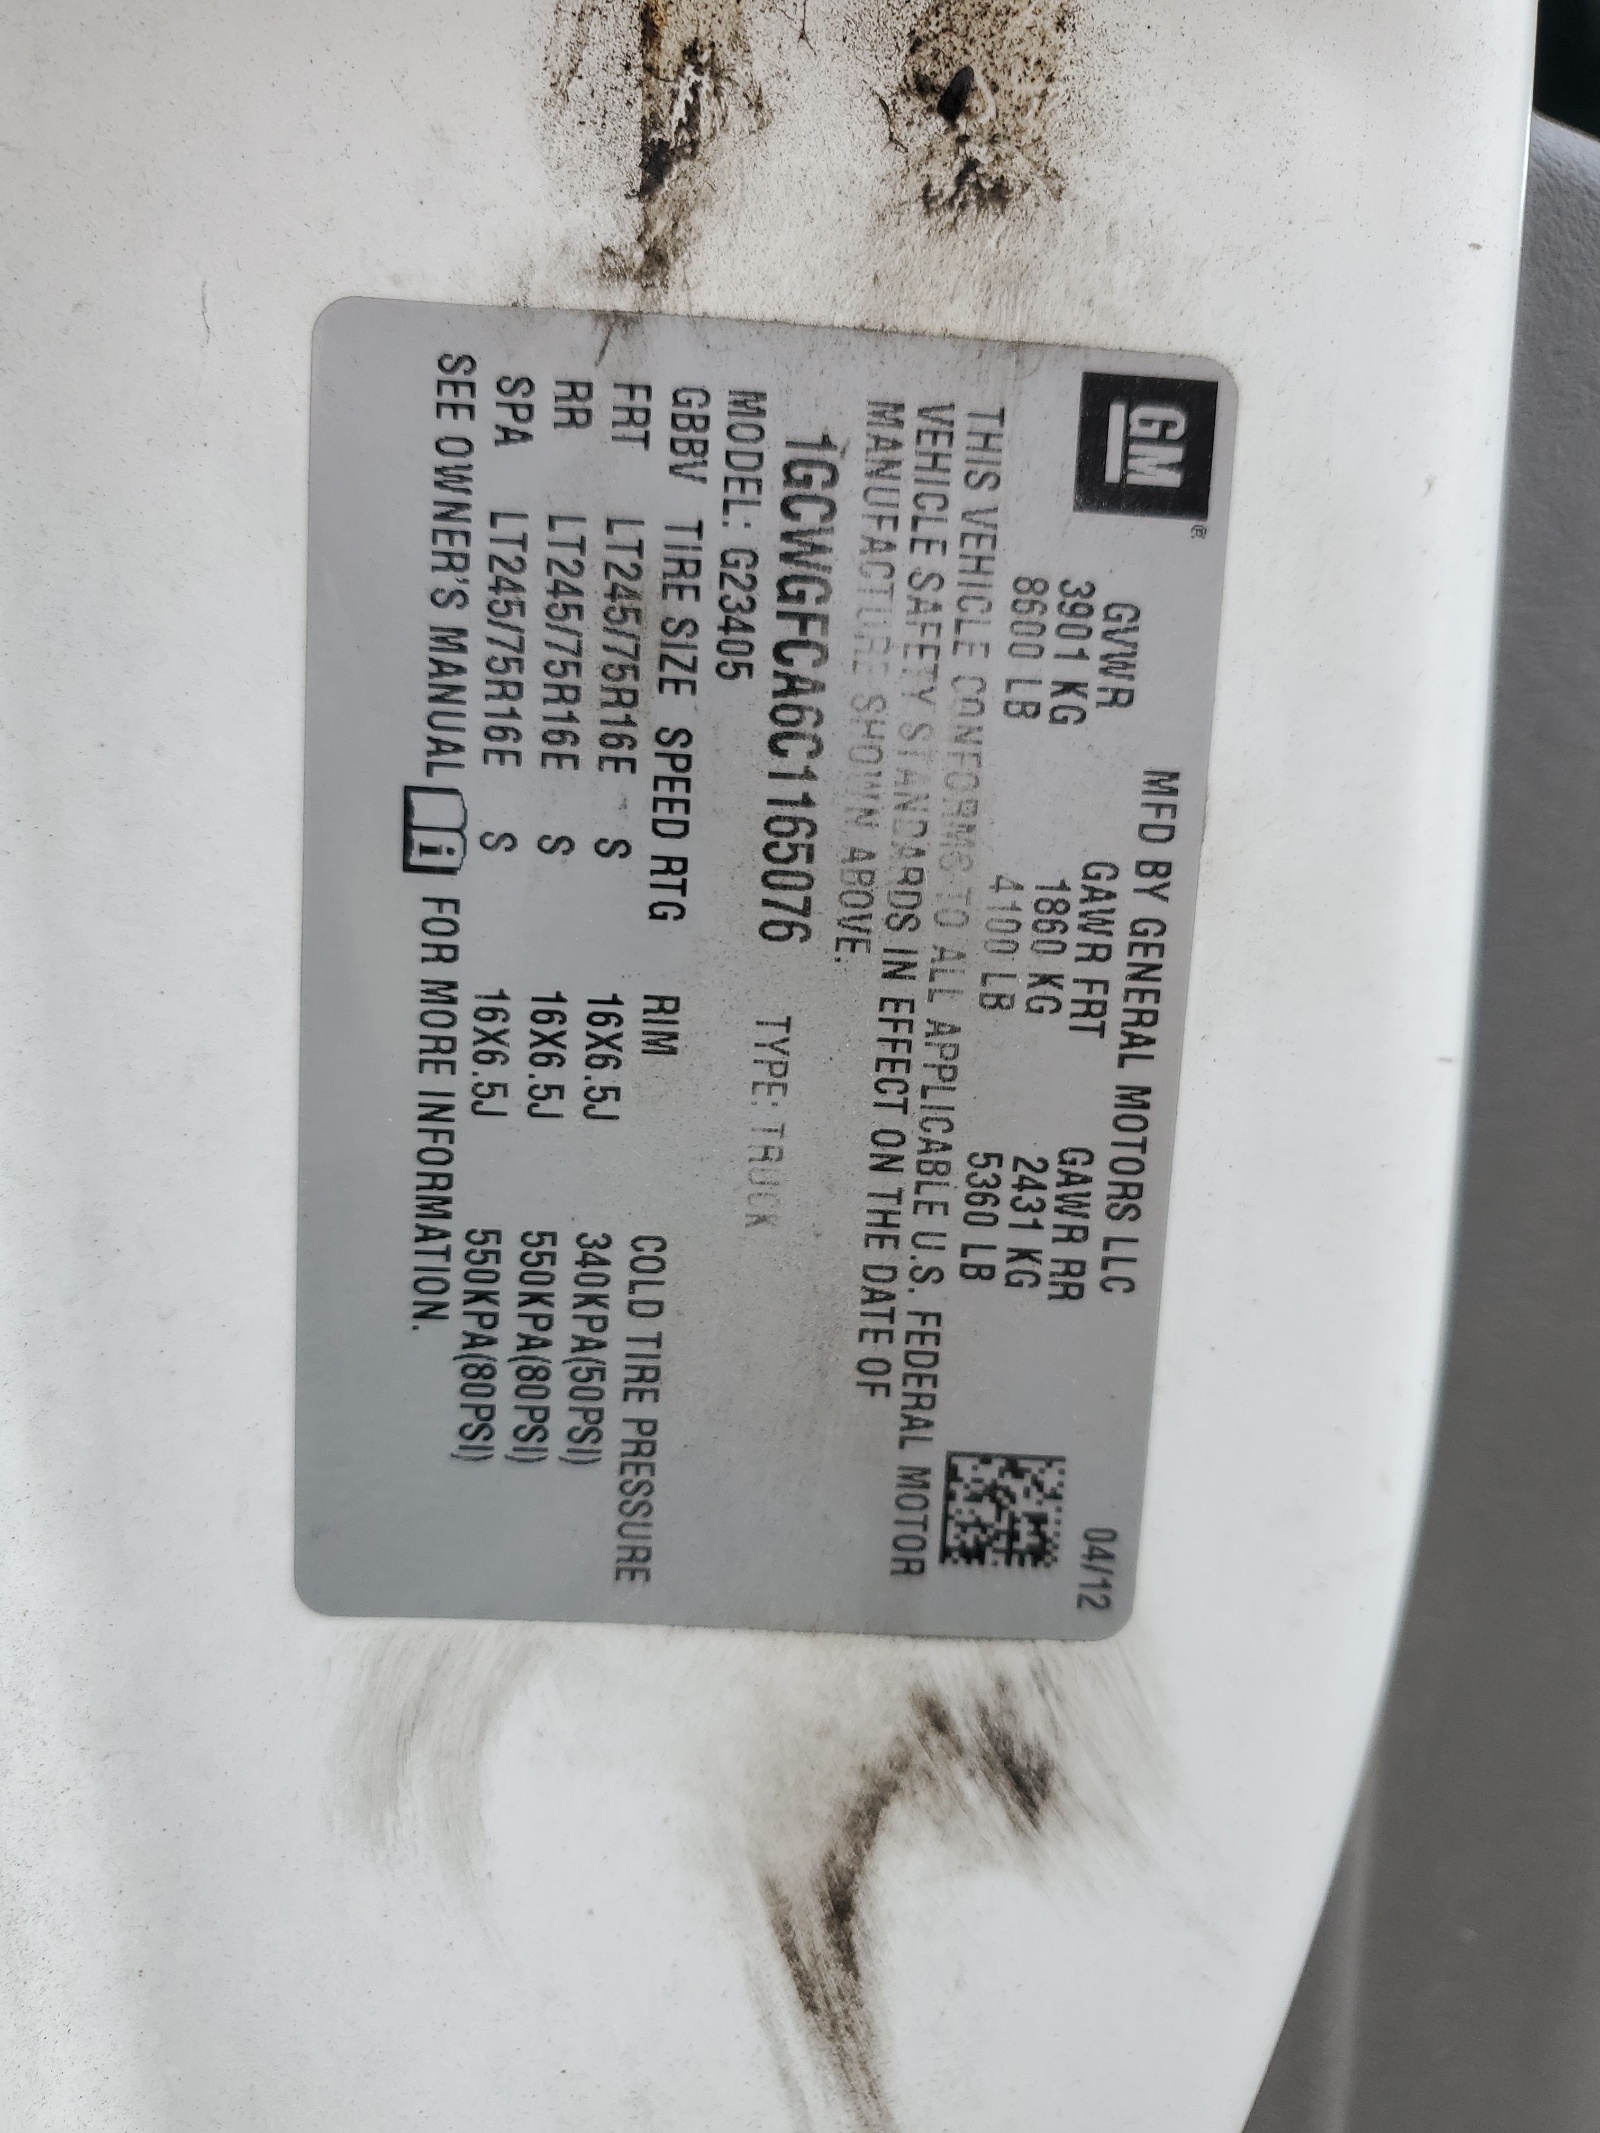 GM®
MFD BY GENERAL MOTORS LLC 04/12
GVWR GAWR FRT GAWR RR
3901 KG 1860 KG 2431 KG
8600 LB 4100 LB 5360 LB
THIS VEHICLE CONFORMS TO ALL APPLICABLE U.S. FEDERAL MOTOR
VEHICLE SAFETY STANDARDS IN EFFECT ON THE DATE OF
MANUFACTURE SHOWN ABOVE.
1GCWGFCA6C1165076 TYPE: TRUCK
MODEL: G23405
GBBV TIRE SIZE SPEED RTG RIM COLD TIRE PRESSURE
FRT LT245/75R16E S 16X6.5J 340KPA(50PSI)
RR LT245/75R16E S 16X6.5J 550KPA(80PSI)
SPA LT245/75R16E S 16X6.5J 550KPA(80PSI)
SEE OWNER'S MANUAL i FOR MORE INFORMATION.